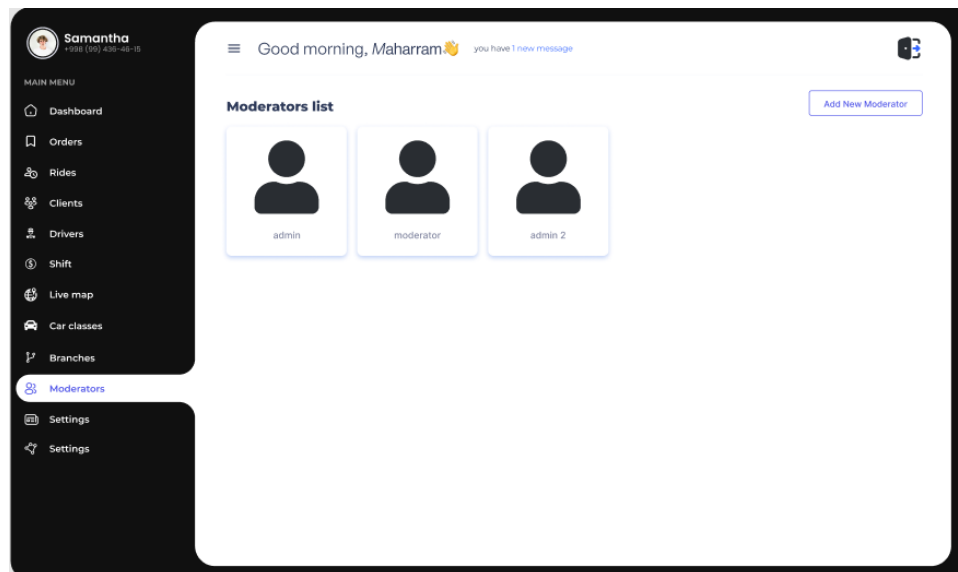 Samantha
+998 (99) 436-46-15
MAIN MENU
Dashboard
Orders
Rides
Clients
Drivers
Shift
Live map
Car classes
Branches
Moderators
Settings
Settings
Good morning, Maharram👋 you have 1 new message
Moderators list
Add New Moderator
admin
moderator
admin 2